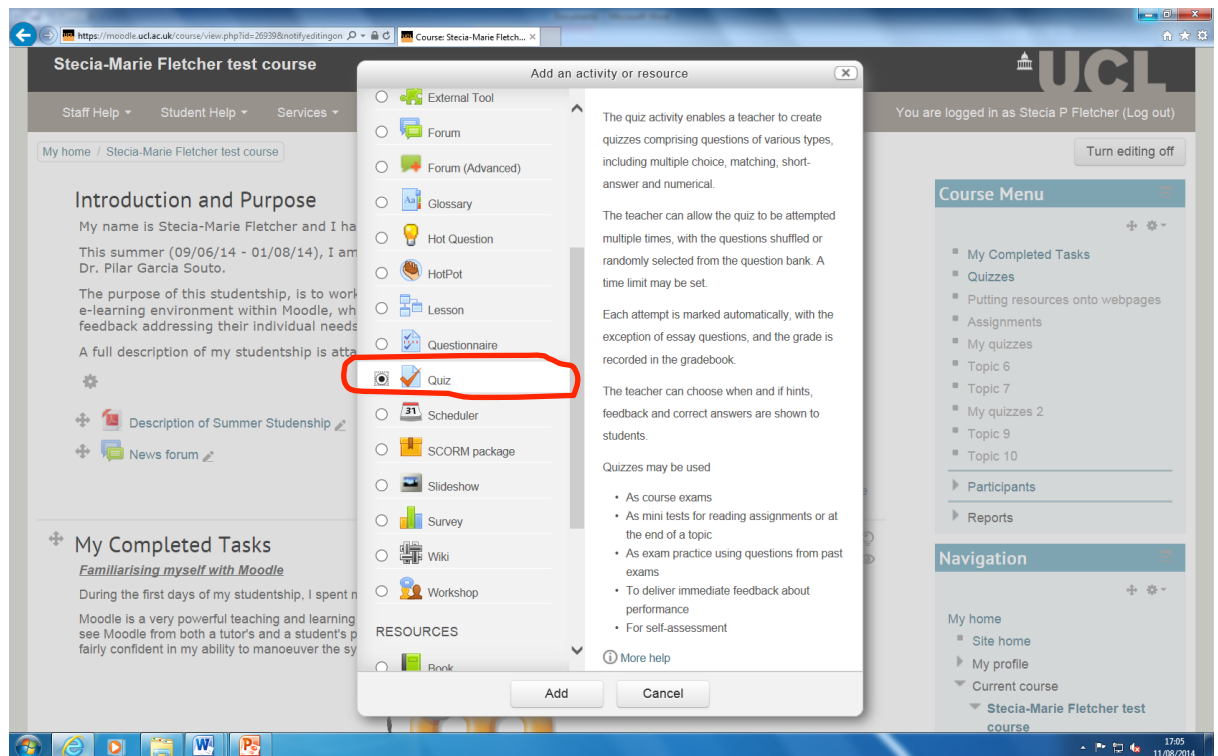 Documents - Microsoft Word
https://moodle.ucl.ac.uk/course/view.php?id=26939&notifyeditingon
Course: Stecia-Marie Fletch...
Stecia-Marie Fletcher test course
UCL
Staff Help
Student Help
Services
You are logged in as Stecia P Fletcher (Log out)
My home / Stecia-Marie Fletcher test course
Turn editing off
Introduction and Purpose
My name is Stecia-Marie Fletcher and I ha
This summer (09/06/14 - 01/08/14), I am
Dr. Pilar Garcia Souto.
The purpose of this studentship, is to work
e-learning environment within Moodle, wh
feedback addressing their individual needs
A full description of my studentship is atta
Description of Summer Studenship
News forum
My Completed Tasks
Familiarising myself with Moodle
During the first days of my studentship, I spent
Moodle is a very powerful teaching and learning
see Moodle from both a tutor's and a student's p
fairly confident in my ability to manoeuver the sy
Add an activity or resource
External Tool
Forum
Forum (Advanced)
Glossary
Hot Question
HotPot
Lesson
Questionnaire
Quiz
31
Scheduler
SCORM package
Slideshow
Survey
Wiki
Workshop
RESOURCES
Book
The quiz activity enables a teacher to create
quizzes comprising questions of various types,
including multiple choice, matching, short-
answer and numerical.
The teacher can allow the quiz to be attempted
multiple times, with the questions shuffled or
randomly selected from the question bank. A
time limit may be set.
Each attempt is marked automatically, with the
exception of essay questions, and the grade is
recorded in the gradebook.
The teacher can choose when and if hints,
feedback and correct answers are shown to
students.
Quizzes may be used
• As course exams
• As mini tests for reading assignments or at
the end of a topic
• As exam practice using questions from past
exams
• To deliver immediate feedback about
performance
• For self-assessment
More help
Add
Cancel
Course Menu
My Completed Tasks
Quizzes
Putting resources onto webpages
Assignments
My quizzes
Topic 6
Topic 7
My quizzes 2
Topic 9
Topic 10
Participants
Reports
Navigation
My home
Site home
My profile
Current course
Stecia-Marie Fletcher test
course
17:05
11/08/2014